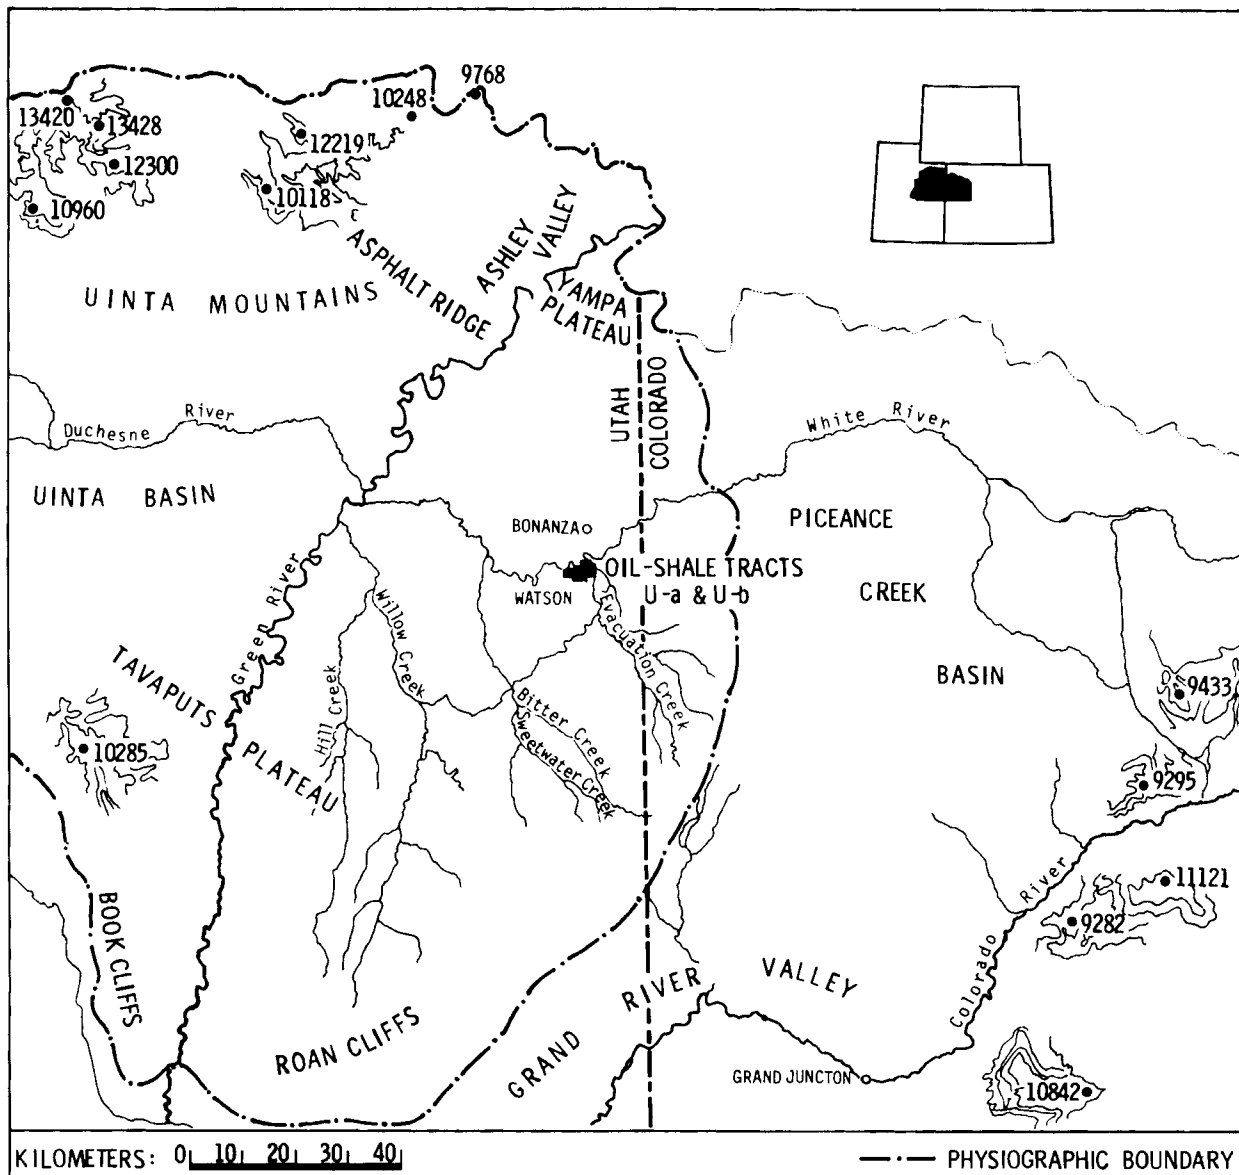 9768
10248
13420
13428
12219
12300
10118
10960
ASHLEY VALLEY
ASPHALT RIDGE
UINTA MOUNTAINS
YAMPA PLATEAU
UTAH
COLORADO
Duchesne River
White River
UINTA BASIN
BONANZA
PICEANCE
OIL-SHALE TRACTS
U-a & U-b
CREEK
WATSON
Green River
Willow Creek
Evacuation Creek
TAVAPUTS PLATEAU
Hill Creek
Bitter Creek
Sweetwater Creek
BASIN
9433
10285
9295
11121
9282
Colorado River
BOOK CLIFFS
ROAN CLIFFS
GRAND RIVER VALLEY
GRAND JUNCTON
10842
KILOMETERS: 0 10 20 30 40
PHYSIOGRAPHIC BOUNDARY